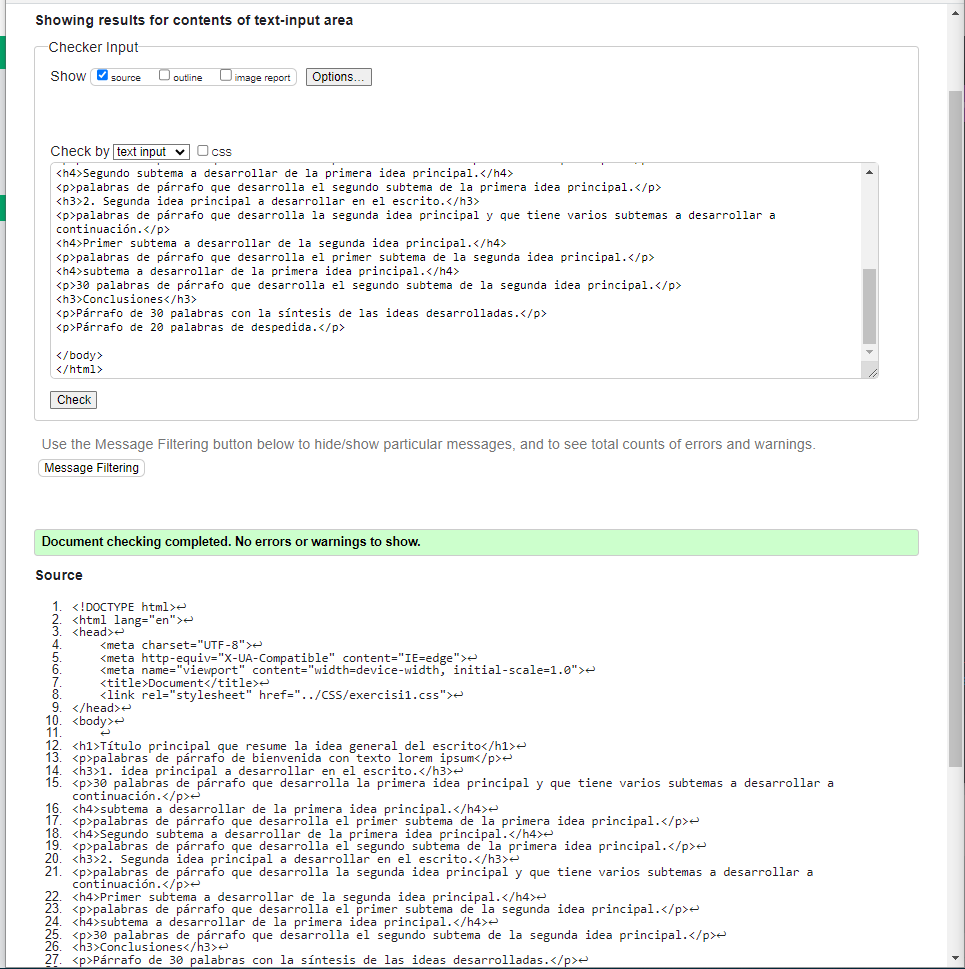 Showing results for contents of text-input area
Checker Input
Show source outline image report Options...
Check by text input css
<h4>Segundo subtema a desarrollar de la primera idea principal.</h4>
<p>palabras de párrafo que desarrolla el segundo subtema de la primera idea principal.</p>
<h3>2. Segunda idea principal a desarrollar en el escrito.</h3>
<p>palabras de párrafo que desarrolla la segunda idea principal y que tiene varios subtemas a desarrollar a
continuación.</p>
<h4>Primer subtema a desarrollar de la segunda idea principal.</h4>
<p>palabras de párrafo que desarrolla el primer subtema de la segunda idea principal.</p>
<h4>subtema a desarrollar de la primera idea principal.</h4>
<p>30 palabras de párrafo que desarrolla el segundo subtema de la segunda idea principal.</p>
<h3>Conclusiones</h3>
<p>Párrafo de 30 palabras con la síntesis de las ideas desarrolladas.</p>
<p>Párrafo de 20 palabras de despedida.</p>
</body>
</html>
Check
Use the Message Filtering button below to hide/show particular messages, and to see total counts of errors and warnings.
Message Filtering
Document checking completed. No errors or warnings to show.
Source
1. <!DOCTYPE html>↩
2. <html lang="en">↩
3. <head>↩
4. <meta charset="UTF-8">↩
5. <meta http-equiv="X-UA-Compatible" content="IE=edge">↩
6. <meta name="viewport" content="width=device-width, initial-scale=1.0">↩
7. <title>Document</title>↩
8. <link rel="stylesheet" href="../CSS/exercisi1.css">↩
9. </head>↩
10. <body>↩
11. ↩
12. <h1>Título principal que resume la idea general del escrito</h1>↩
13. <p>palabras de párrafo de bienvenida con texto lorem ipsum</p>↩
14. <h3>1. idea principal a desarrollar en el escrito.</h3>↩
15. <p>30 palabras de párrafo que desarrolla la primera idea principal y que tiene varios subtemas a desarrollar a
continuación.</p>↩
16. <h4>subtema a desarrollar de la primera idea principal.</h4>↩
17. <p>palabras de párrafo que desarrolla el primer subtema de la primera idea principal.</p>↩
18. <h4>Segundo subtema a desarrollar de la primera idea principal.</h4>↩
19. <p>palabras de párrafo que desarrolla el segundo subtema de la primera idea principal.</p>↩
20. <h3>2. Segunda idea principal a desarrollar en el escrito.</h3>↩
21. <p>palabras de párrafo que desarrolla la segunda idea principal y que tiene varios subtemas a desarrollar a
continuación.</p>↩
22. <h4>Primer subtema a desarrollar de la segunda idea principal.</h4>↩
23. <p>palabras de párrafo que desarrolla el primer subtema de la segunda idea principal.</p>↩
24. <h4>subtema a desarrollar de la primera idea principal.</h4>↩
25. <p>30 palabras de párrafo que desarrolla el segundo subtema de la segunda idea principal.</p>↩
26. <h3>Conclusiones</h3>↩
27. <p>Párrafo de 30 palabras con la síntesis de las ideas desarrolladas.</p>↩